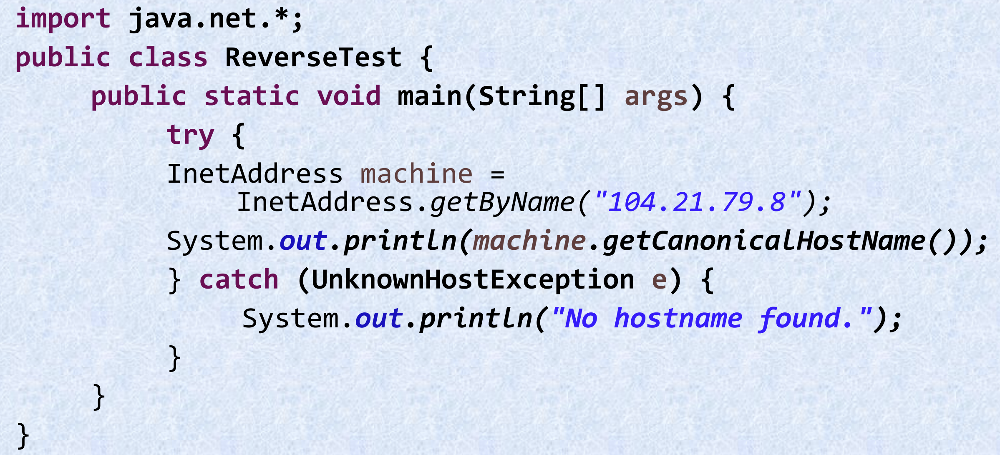 import java.net.*;
public class ReverseTest {
public static void main(String[] args) {
try {
InetAddress machine =
InetAddress.getByName("104.21.79.8");
System.out.println(machine.getCanonicalHostName());
} catch (UnknownHostException e) {
System.out.println("No hostname found.");
}
}
}